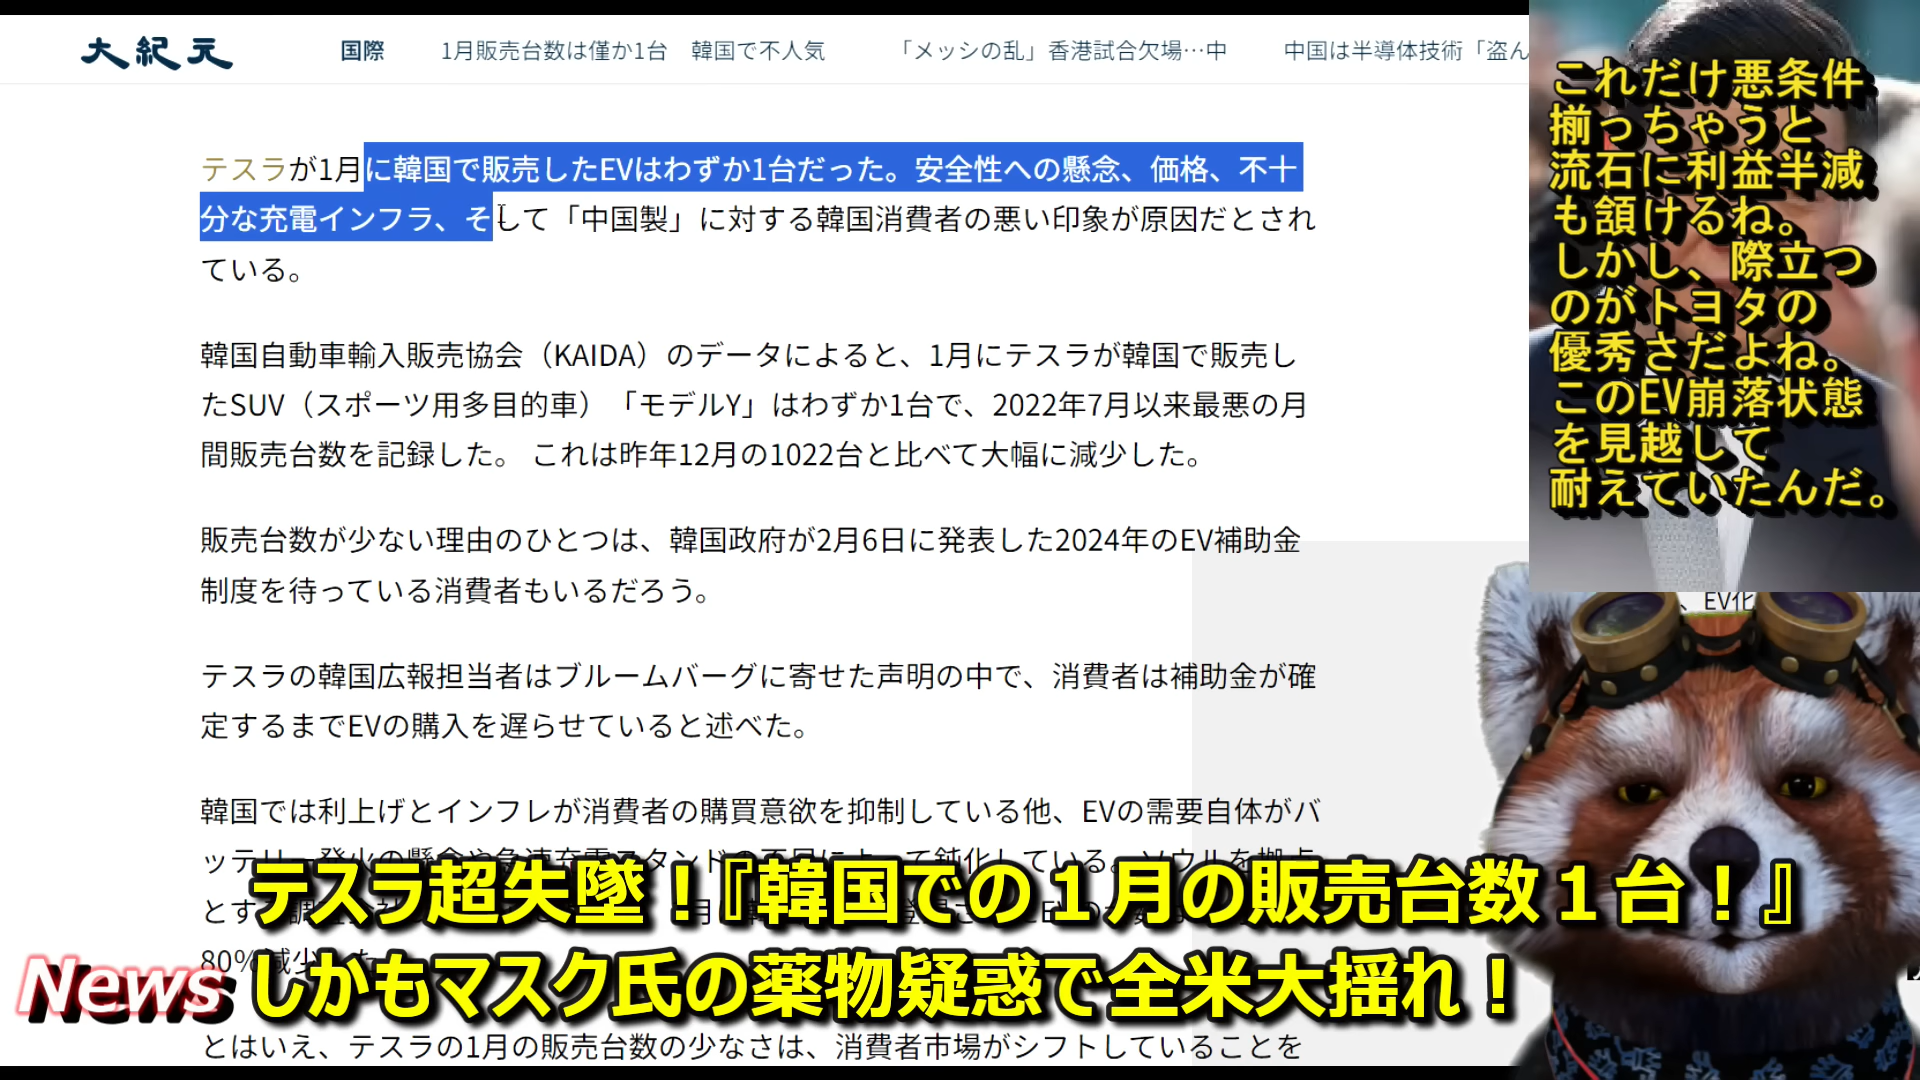 大紀元
国際
1月販売台数は僅か1台 韓国で不人気
「メッシの乱」香港試合欠場…中
中国は半導体技術「盗ん
テスラが1月に韓国で販売したEVはわずか1台だった。安全性への懸念、価格、不十
分な充電インフラ、そして「中国製」に対する韓国消費者の悪い印象が原因だとされ
ている。
韓国自動車輸入販売協会（KAIDA）のデータによると、1月にテスラが韓国で販売し
たSUV（スポーツ用多目的車）「モデルY」はわずか1台で、2022年7月以来最悪の月
間販売台数を記録した。 これは昨年12月の1022台と比べて大幅に減少した。
販売台数が少ない理由のひとつは、韓国政府が2月6日に発表した2024年のEV補助金
制度を待っている消費者もいるだろう。
テスラの韓国広報担当者はブルームバーグに寄せた声明の中で、消費者は補助金が確
定するまでEVの購入を遅らせていると述べた。
韓国では利上げとインフレが消費者の購買意欲を抑制している他、EVの需要自体がバ
80%減少した
とはいえ、テスラの1月の販売台数の少なさは、消費者市場がシフトしていることを
これだけ悪条件
揃っちゃうと
流石に利益半減
も頷けるね。
しかし、際立つ
のがトヨタの
優秀さだよね。
このEV崩落状態
を見越して
耐えていたんだ。
、EV化
テスラ超失墜！『韓国での１月の販売台数１台！』
News
しかもマスク氏の薬物疑惑で全米大揺れ！